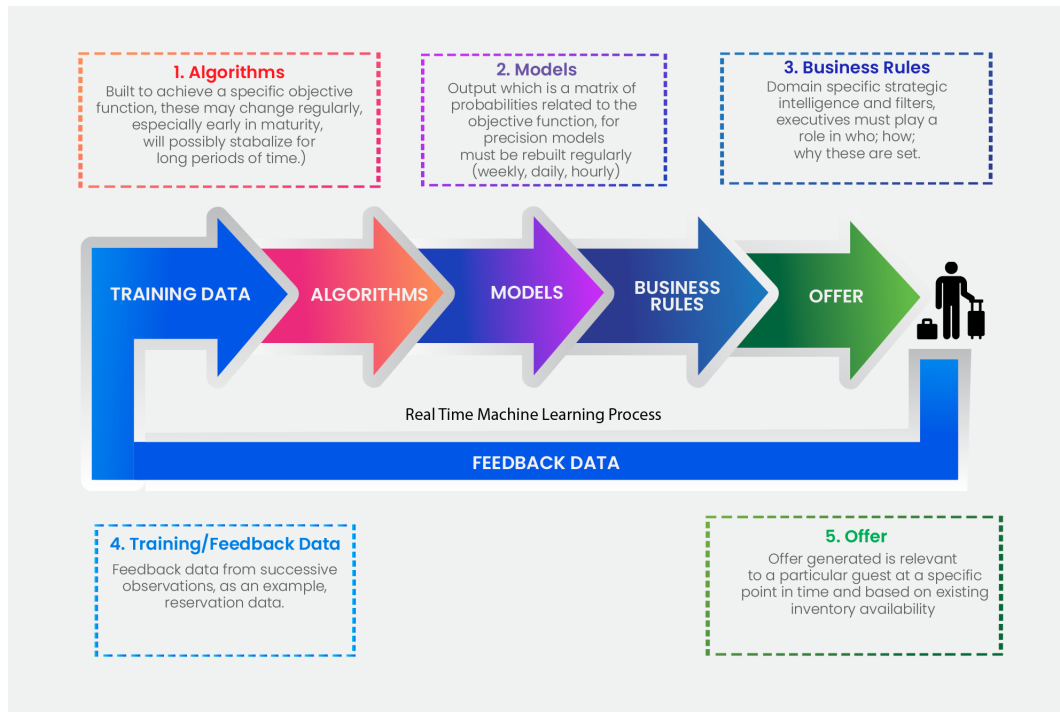 1. Algorithms
Built to achieve a specific objective
function, these may change regularly,
especially early in maturity,
will possibly stabalize for
long periods of time.)
2. Models
Output which is a matrix of
probabilities related to the
objective function, for
precision models
must be rebuilt regularly
(weekly, daily, hourly)
3. Business Rules
Domain specific strategic
intelligence and filters,
executives must play a
role in who; how;
why these are set.
TRAINING DATA
ALGORITHMS
MODELS
BUSINESS
RULES
OFFER
Real Time Machine Learning Process
FEEDBACK DATA
4. Training/Feedback Data
Feedback data from successive
observations, as an example,
reservation data.
5. Offer
Offer generated is relevant
to a particular guest at a specific
point in time and based on existing
inventory availability